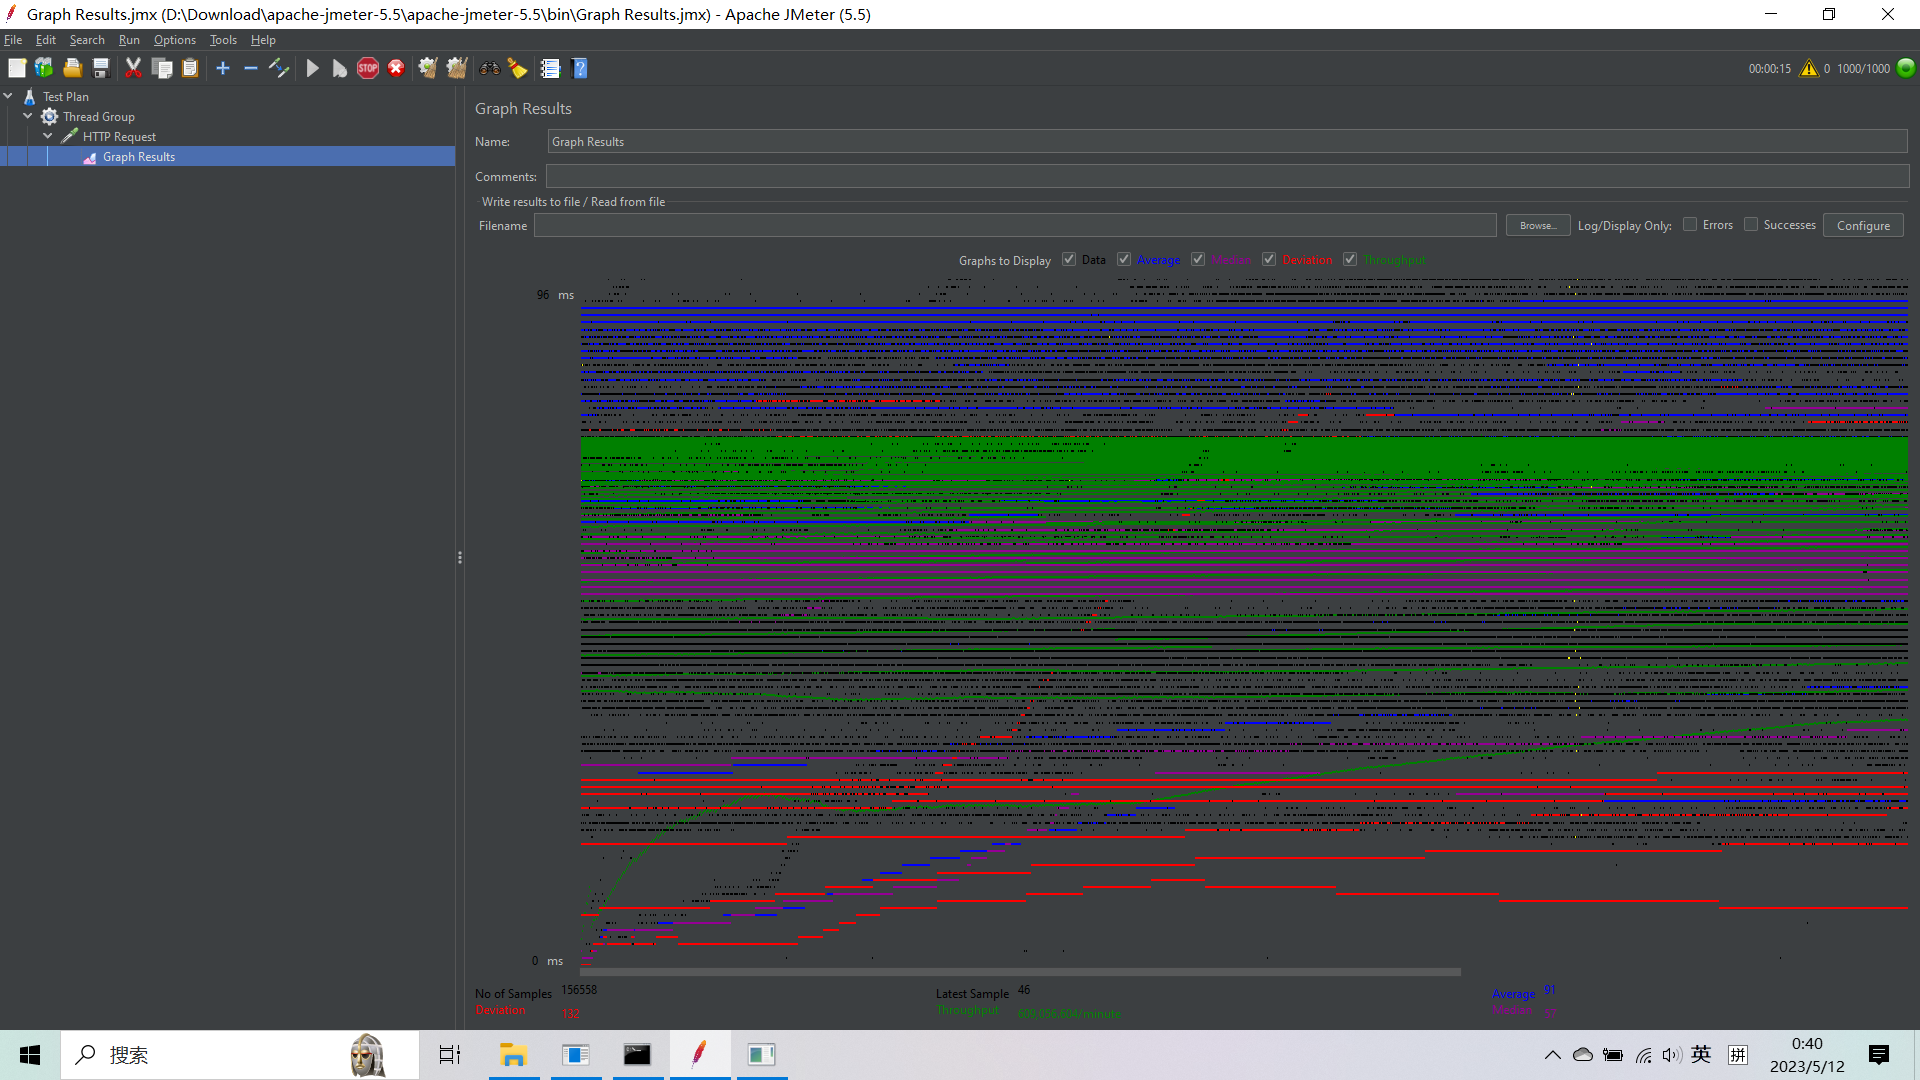 Graph Results.jmx (D:\Download\apache-jmeter-5.5\apache-jmeter-5.5\bin\Graph Results.jmx) - Apache JMeter (5.5)
File Edit Search Run Options Tools Help
STOP
00:00:15 0 1000/1000
Test Plan
Thread Group
HTTP Request
Graph Results
Graph Results
Name: Graph Results
Comments:
Write results to file / Read from file
Filename Browse... Log/Display Only: Errors Successes Configure
Graphs to Display Data Average Median Deviation Throughput
96 ms
0 ms
No of Samples 156558 Latest Sample 46 Average 91
Deviation 132 Throughput 609,056.604/minute Median
搜索
英 拼
0:40
2023/5/12